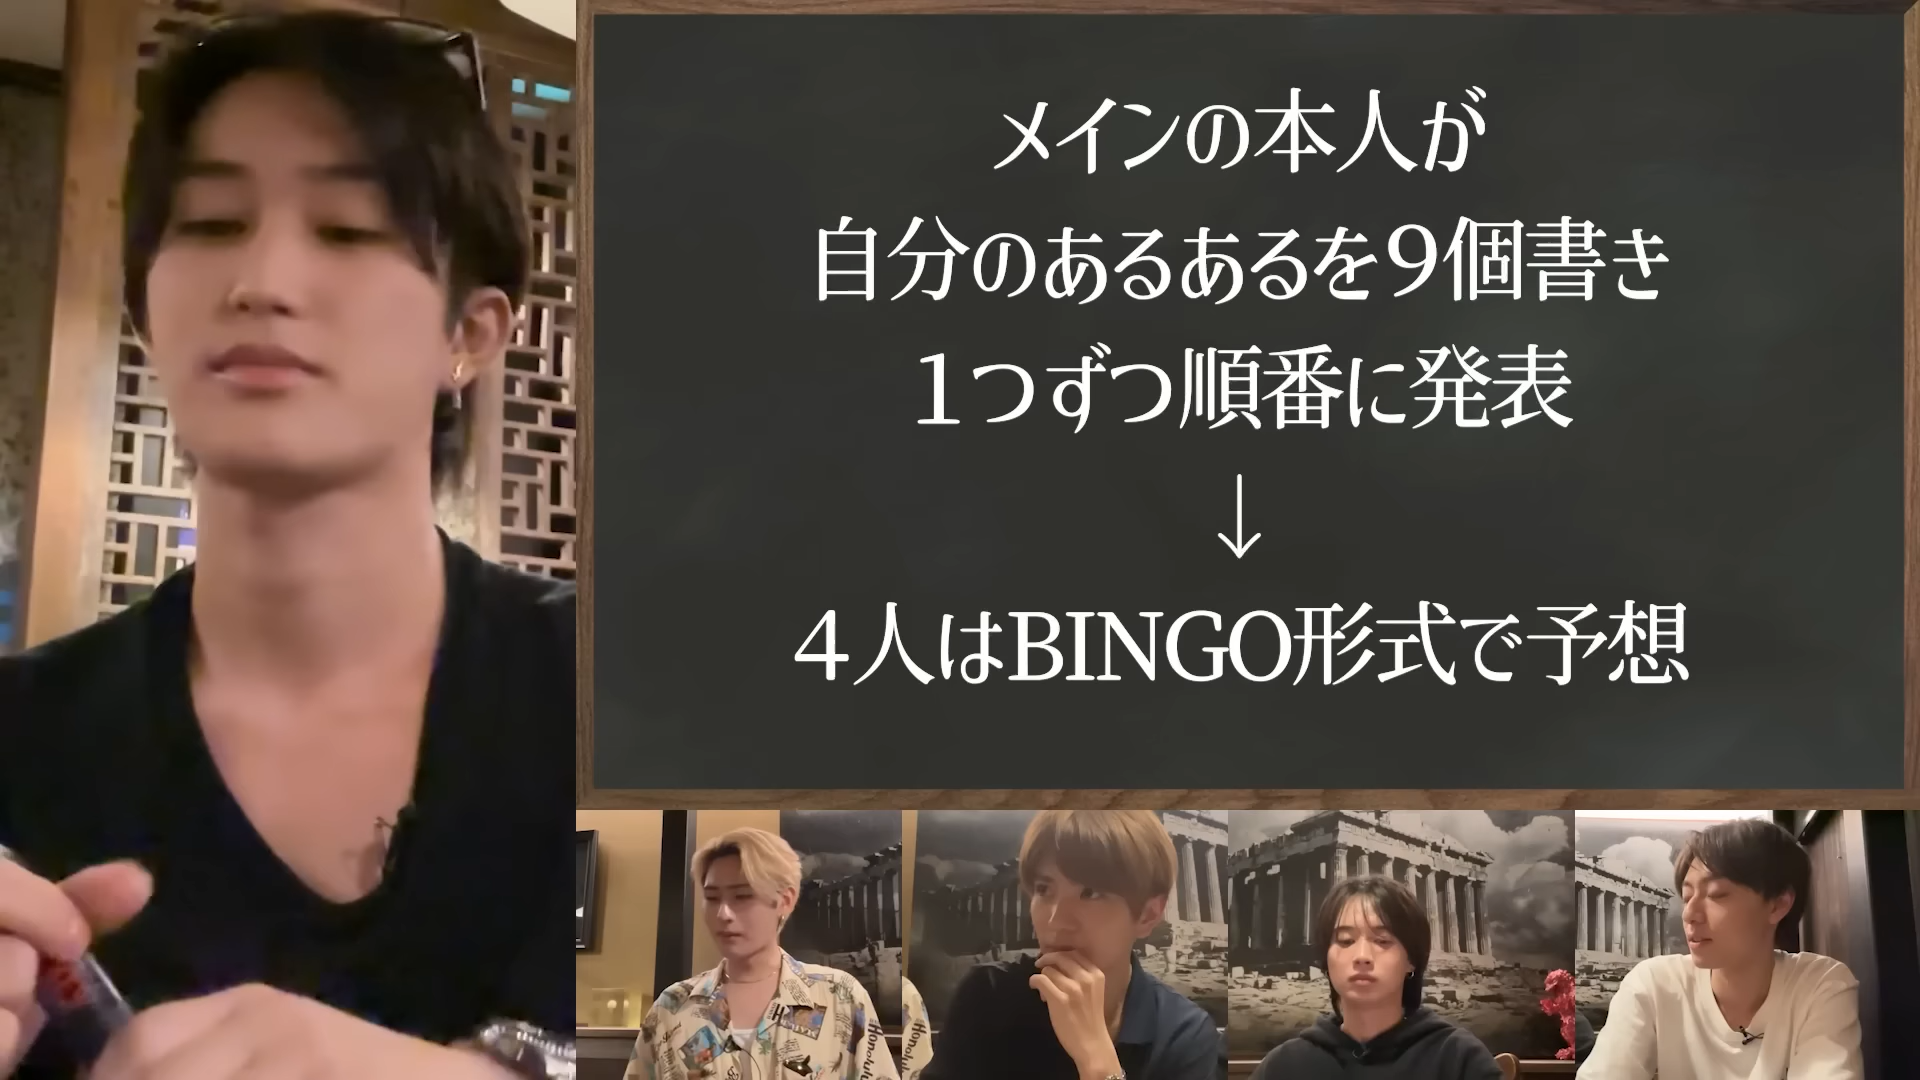 メインの本人が
自分のあるあるを９個書き
１つずつ順番に発表
↓
４人はBINGO形式で予想
Honolulu
Honolulu